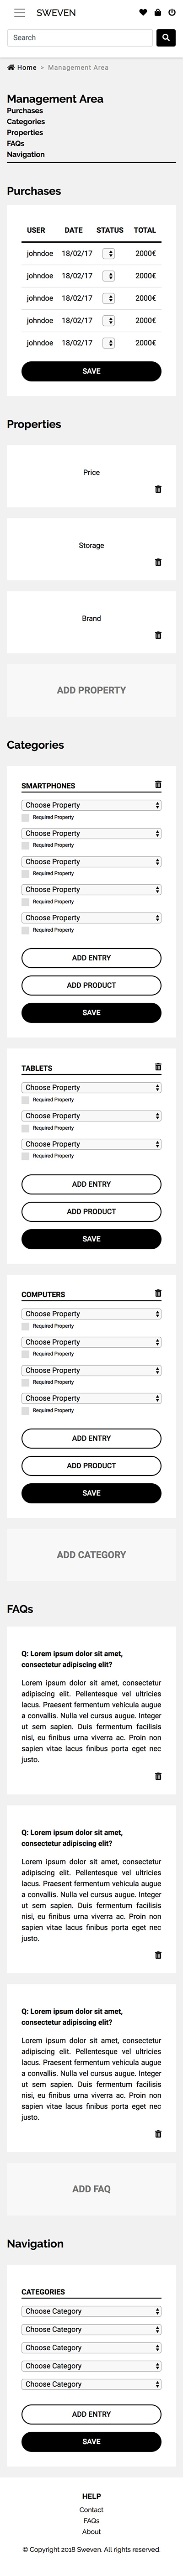 SWEVEN
Search
Home > Management Area
Management Area
Purchases
Categories
Properties
FAQs
Navigation
Purchases
USER DATE STATUS TOTAL
johndoe 18/02/17 2000€
johndoe 18/02/17 2000€
johndoe 18/02/17 2000€
johndoe 18/02/17 2000€
johndoe 18/02/17 2000€
SAVE
Properties
Price
Storage
Brand
ADD PROPERTY
Categories
SMARTPHONES
Choose Property
Required Property
Choose Property
Required Property
Choose Property
Required Property
Choose Property
Required Property
Choose Property
Required Property
ADD ENTRY
ADD PRODUCT
SAVE
TABLETS
Choose Property
Required Property
Choose Property
Required Property
Choose Property
Required Property
ADD ENTRY
ADD PRODUCT
SAVE
COMPUTERS
Choose Property
Required Property
Choose Property
Required Property
Choose Property
Required Property
Choose Property
Required Property
ADD ENTRY
ADD PRODUCT
SAVE
ADD CATEGORY
FAQs
Q: Lorem ipsum dolor sit amet,
consectetur adipiscing elit?
Lorem ipsum dolor sit amet, consectetur
adipiscing elit. Pellentesque vel ultricies
lacus. Praesent fermentum vehicula augue
a convallis. Nulla vel cursus augue. Integer
ut sem sapien. Duis fermentum facilisis
nisi, eu finibus urna viverra ac. Proin non
sapien vitae lacus finibus porta eget nec
justo.
Q: Lorem ipsum dolor sit amet,
consectetur adipiscing elit?
Lorem ipsum dolor sit amet, consectetur
adipiscing elit. Pellentesque vel ultricies
lacus. Praesent fermentum vehicula augue
a convallis. Nulla vel cursus augue. Integer
ut sem sapien. Duis fermentum facilisis
nisi, eu finibus urna viverra ac. Proin non
sapien vitae lacus finibus porta eget nec
justo.
Q: Lorem ipsum dolor sit amet,
consectetur adipiscing elit?
Lorem ipsum dolor sit amet, consectetur
adipiscing elit. Pellentesque vel ultricies
lacus. Praesent fermentum vehicula augue
a convallis. Nulla vel cursus augue. Integer
ut sem sapien. Duis fermentum facilisis
nisi, eu finibus urna viverra ac. Proin non
sapien vitae lacus finibus porta eget nec
justo.
ADD FAQ
Navigation
CATEGORIES
Choose Category
Choose Category
Choose Category
Choose Category
Choose Category
ADD ENTRY
SAVE
HELP
Contact
FAQs
About
© Copyright 2018 Sweven. All rights reserved.